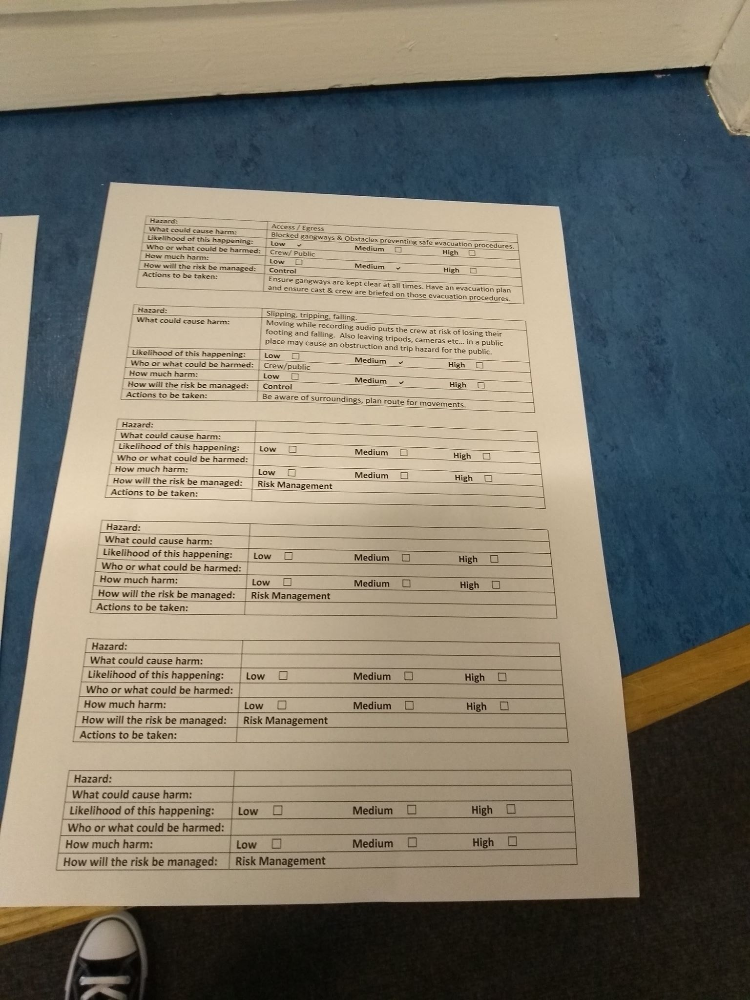 Hazard: Access / Egress
What could cause harm: Blocked gangways & Obstacles preventing safe evacuation procedures.
Likelihood of this happening: Low ✓ Medium ☐ High ☐
Who or what could be harmed: Crew/ Public
How much harm: Low ☐ Medium ✓ High ☐
How will the risk be managed: Control
Actions to be taken: Ensure gangways are kept clear at all times. Have an evacuation plan
and ensure cast & crew are briefed on those evacuation procedures.
Hazard: Slipping, tripping, falling.
What could cause harm: Moving while recording audio puts the crew at risk of losing their
footing and falling. Also leaving tripods, cameras etc... in a public
place may cause an obstruction and trip hazard for the public.
Likelihood of this happening: Low ☐ Medium ✓ High ☐
Who or what could be harmed: Crew/public
How much harm: Low ☐ Medium ✓ High ☐
How will the risk be managed: Control
Actions to be taken: Be aware of surroundings, plan route for movements.
Hazard:
What could cause harm:
Likelihood of this happening: Low ☐ Medium ☐ High ☐
Who or what could be harmed:
How much harm: Low ☐ Medium ☐ High ☐
How will the risk be managed: Risk Management
Actions to be taken:
Hazard:
What could cause harm:
Likelihood of this happening: Low ☐ Medium ☐ High ☐
Who or what could be harmed:
How much harm: Low ☐ Medium ☐ High ☐
How will the risk be managed: Risk Management
Actions to be taken:
Hazard:
What could cause harm:
Likelihood of this happening: Low ☐ Medium ☐ High ☐
Who or what could be harmed:
How much harm: Low ☐ Medium ☐ High ☐
How will the risk be managed: Risk Management
Actions to be taken:
Hazard:
What could cause harm:
Likelihood of this happening: Low ☐ Medium ☐ High ☐
Who or what could be harmed:
How much harm: Low ☐ Medium ☐ High ☐
How will the risk be managed: Risk Management